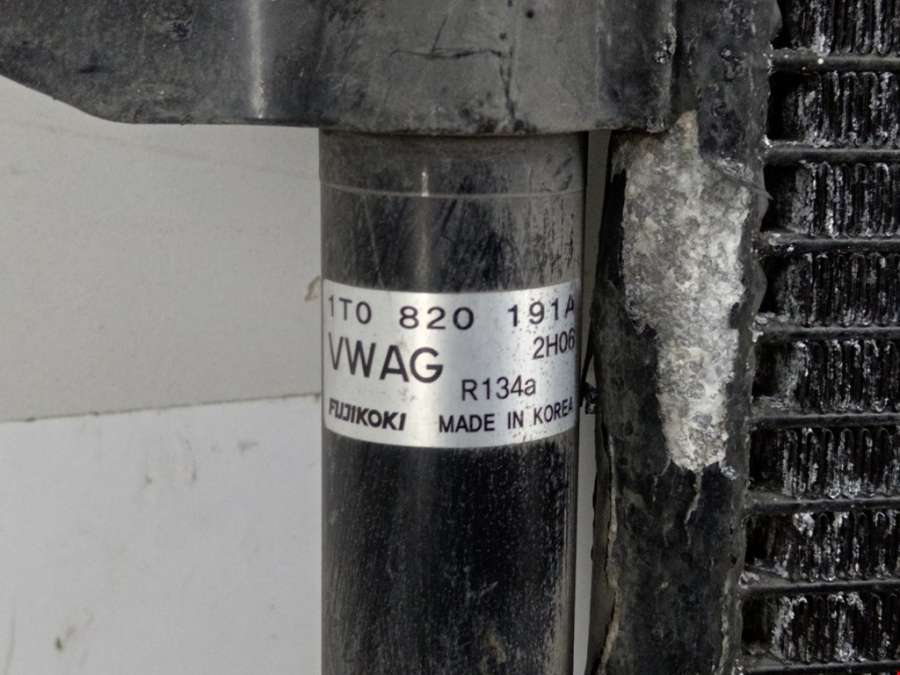 1T0 820 191A
2H06
VWAG
R134a
FUJIKOKI MADE IN KOREA